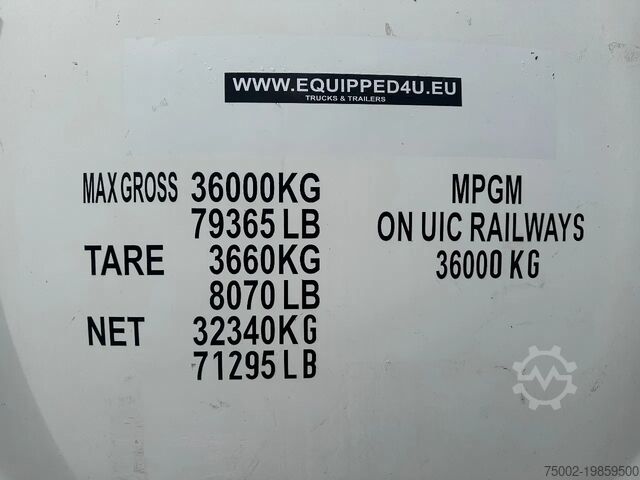 WWW.EQUIPPED4U.EU
TRUCKS & TRAILERS
MAX GROSS 36000KG
79365 LB
TARE 3660KG
8070 LB
NET 32340KG
71295 LB
MPGM
ON UIC RAILWAYS
36000 KG
75002-19859500